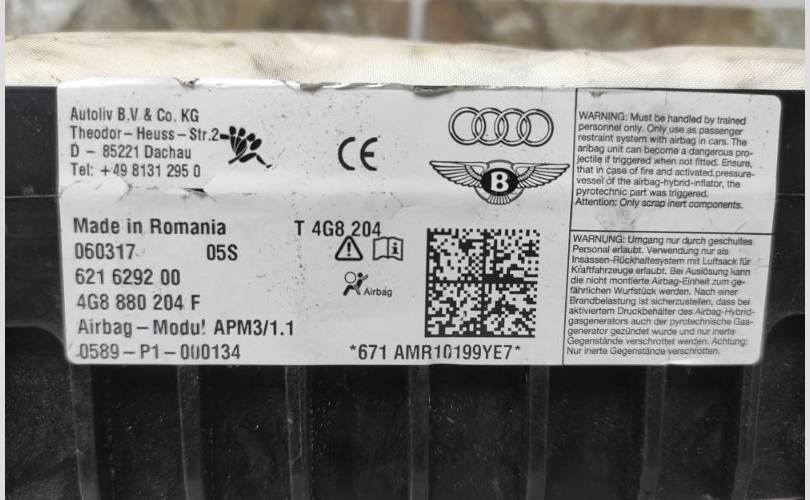 Autoliv B.V. & Co. KG
Theodor-Heuss-Str.2
D - 85221 Dachau
Tel: +49 8131 295 0
CE
B
Made in Romania
T 4G8 204
060317 05S
621 6292 00
Airbag
4G8 880 204 F
Airbag-Modul APM3/1.1
0589-P1-000134
*671 AMR10199YE7*
WARNING: Must be handled by trained
personnel only. Only use as passenger
restraint system with airbag in cars. The
aribag unit can become a dangerous pro-
jectile if triggered when not fitted. Ensure,
that in case of fire and activated pressure-
vessel of the airbag-hybrid-inflator, the
pyrotechnic part was triggered.
Attention: Only scrap inert components.
WARNUNG: Umgang nur durch geschultes
Personal erlaubt. Verwendung nur als
Insassen-Rückhaltesystem mit Luftsack für
Kraftfahrzeuge erlaubt. Bei Auslösung kann
die nicht montierte Airbag-Einheit zum ge-
fährlichen Wurfstück werden. Nach einer
Brandbelastung ist sicherzustellen, dass bei
aktiviertem Druckbehälter des Airbag-Hybrid-
gasgenerators auch der pyrotechnische Gas-
generator gezündet wurde und nur inerte
Gegenstände verschrottet werden. Achtung:
Nur inerte Gegenstände verschrotten.